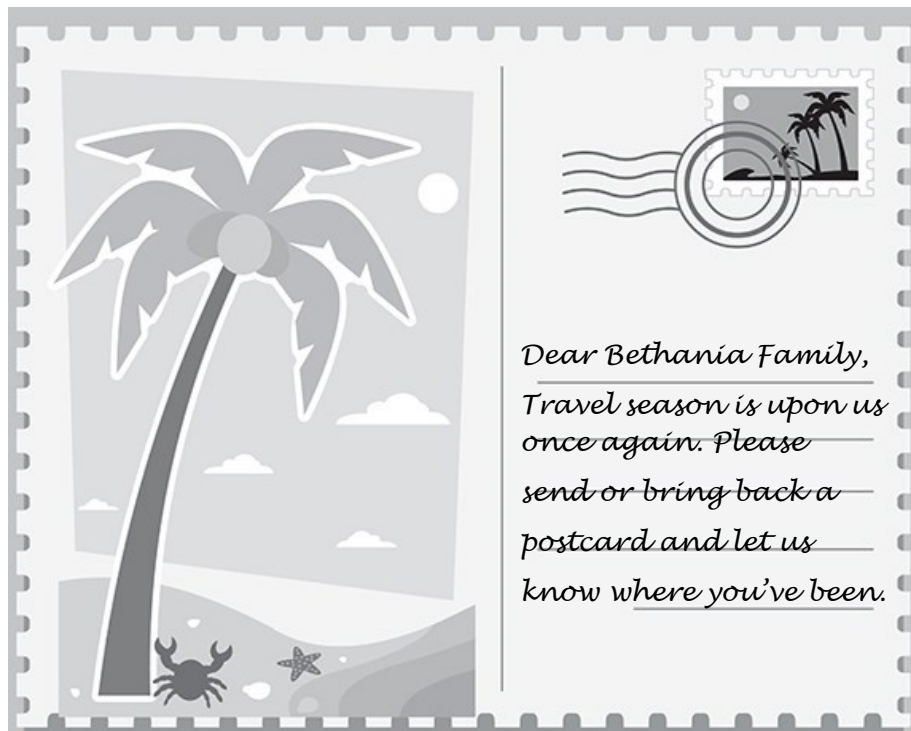 Dear Bethania Family,
Travel season is upon us
once again. Please
send or bring back a
postcard and let us
know where you've been.